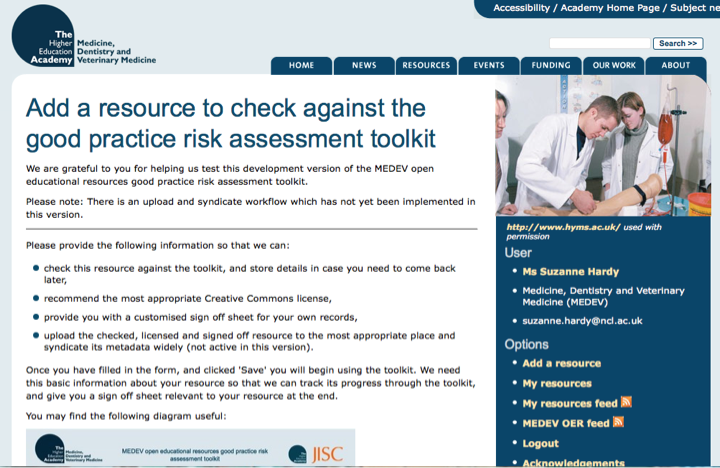 Accessibility / Academy Home Page / Subject ne
The
Higher
Education
Academy
Medicine,
Dentistry and
Veterinary Medicine
Search >>
HOME
NEWS
RESOURCES
EVENTS
FUNDING
OUR WORK
ABOUT
Add a resource to check against the
good practice risk assessment toolkit
We are grateful to you for helping us test this development version of the MEDEV open
educational resources good practice risk assessment toolkit.
Please note: There is an upload and syndicate workflow which has not yet been implemented in
this version.
Please provide the following information so that we can:
check this resource against the toolkit, and store details in case you need to come back
later,
recommend the most appropriate Creative Commons license,
provide you with a customised sign off sheet for your own records,
upload the checked, licensed and signed off resource to the most appropriate place and
syndicate its metadata widely (not active in this version).
Once you have filled in the form, and clicked 'Save' you will begin using the toolkit. We need
this basic information about your resource so that we can track its progress through the toolkit,
and give you a sign off sheet relevant to your resource at the end.
You may find the following diagram useful:
The
Higher
Education
Academy
Medicine,
Dentistry and
Veterinary Medicine
MEDEV open educational resources good practice risk
assessment toolkit
JISC
http://www.hyms.ac.uk/ used with
permission
User
Ms Suzanne Hardy
Medicine, Dentistry and Veterinary
Medicine (MEDEV)
suzanne.hardy@ncl.ac.uk
Options
Add a resource
My resources
My resources feed
MEDEV OER feed
Logout
Acknowledgements